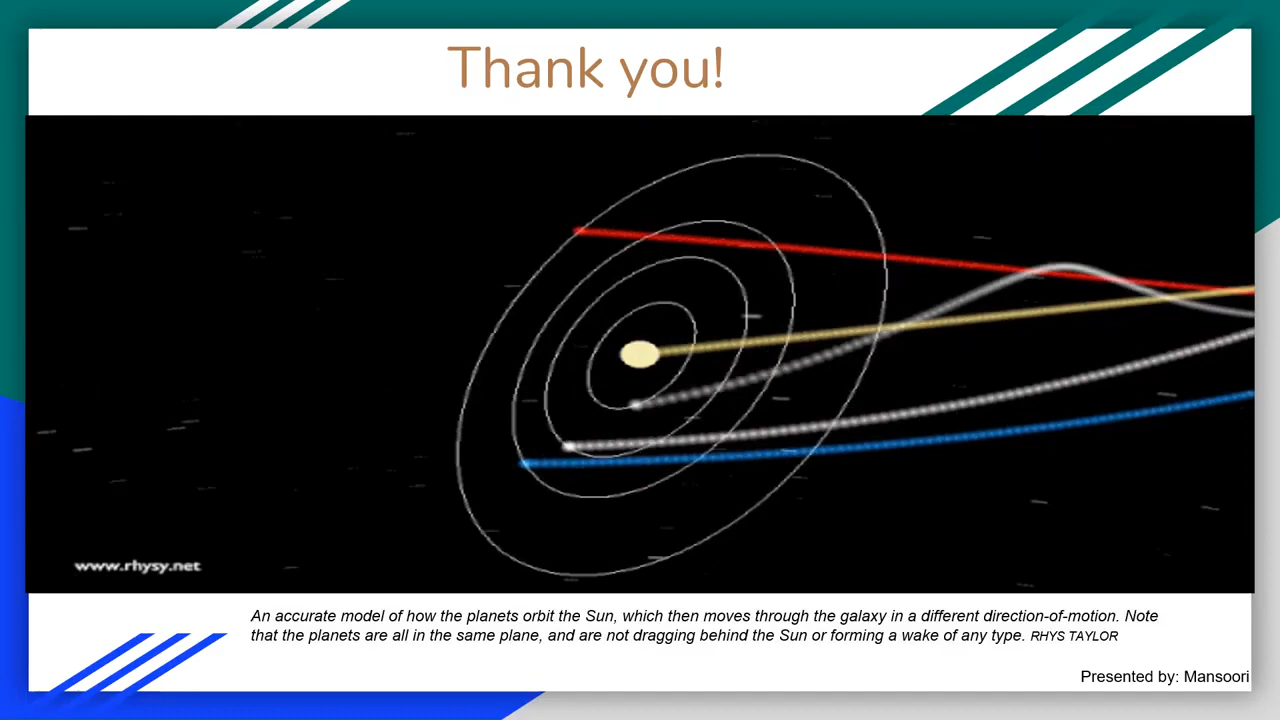 Thank you!
www.rhysy.net
An accurate model of how the planets orbit the Sun, which then moves through the galaxy in a different direction-of-motion. Note
that the planets are all in the same plane, and are not dragging behind the Sun or forming a wake of any type. RHYS TAYLOR
Presented by: Mansoori